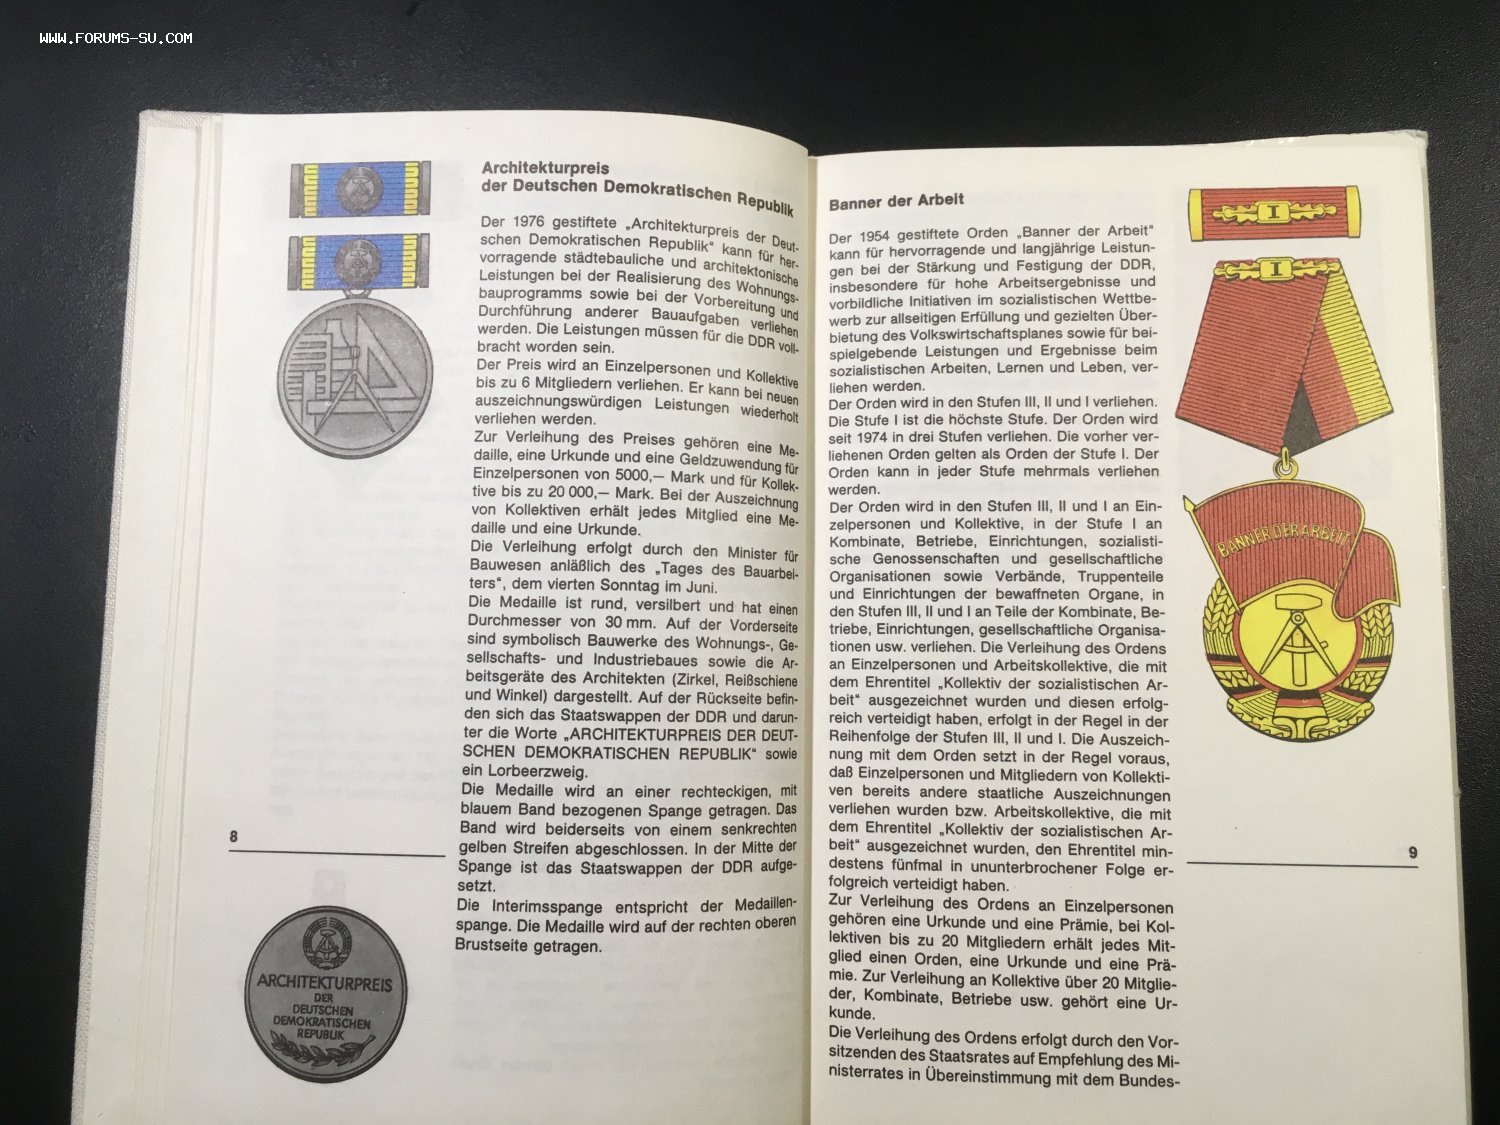 www.FORUMS-SU.COM
Architekturpreis
der Deutschen Demokratischen Republik
Der 1976 gestiftete „Architekturpreis der Deut-
schen Demokratischen Republik“ kann für her-
vorragende städtebauliche und architektonische
Leistungen bei der Realisierung des Wohnungs-
bauprogramms sowie bei der Vorbereitung und
Durchführung anderer Bauaufgaben verliehen
werden. Die Leistungen müssen für die DDR voll-
bracht worden sein.
Der Preis wird an Einzelpersonen und Kollektive
bis zu 6 Mitgliedern verliehen. Er kann bei neuen
auszeichnungswürdigen Leistungen wiederholt
verliehen werden.
Zur Verleihung des Preises gehören eine Me-
daille, eine Urkunde und eine Geldzuwendung für
Einzelpersonen von 5000,— Mark und für Kollek-
tive bis zu 20 000,— Mark. Bei der Auszeichnung
von Kollektiven erhält jedes Mitglied eine Me-
daille und eine Urkunde.
Die Verleihung erfolgt durch den Minister für
Bauwesen anläßlich des „Tages des Bauarbei-
ters“, dem vierten Sonntag im Juni.
Die Medaille ist rund, versilbert und hat einen
Durchmesser von 30 mm. Auf der Vorderseite
sind symbolisch Bauwerke des Wohnungs-, Ge-
sellschafts- und Industriebaues sowie die Ar-
beitsgeräte des Architekten (Zirkel, Reißschiene
und Winkel) dargestellt. Auf der Rückseite befin-
den sich das Staatswappen der DDR und darun-
ter die Worte „ARCHITEKTURPREIS DER DEUT-
SCHEN DEMOKRATISCHEN REPUBLIK“ sowie
ein Lorbeerzweig.
Die Medaille wird an einer rechteckigen, mit
blauem Band bezogenen Spange getragen. Das
Band wird beiderseits von einem senkrechten
gelben Streifen abgeschlossen. In der Mitte der
Spange ist das Staatswappen der DDR aufge-
setzt.
Die Interimsspange entspricht der Medaillen-
spange. Die Medaille wird auf der rechten oberen
Brustseite getragen.
8
ARCHITEKTURPREIS
DER
DEUTSCHEN
DEMOKRATISCHEN
REPUBLIK
Banner der Arbeit
Der 1954 gestiftete Orden „Banner der Arbeit“
kann für hervorragende und langjährige Leistun-
gen bei der Stärkung und Festigung der DDR,
insbesondere für hohe Arbeitsergebnisse und
vorbildliche Initiativen im sozialistischen Wettbe-
werb zur allseitigen Erfüllung und gezielten Über-
bietung des Volkswirtschaftsplanes sowie für bei-
spielgebende Leistungen und Ergebnisse beim
sozialistischen Arbeiten, Lernen und Leben, ver-
liehen werden.
Der Orden wird in den Stufen III, II und I verliehen.
Die Stufe I ist die höchste Stufe. Der Orden wird
seit 1974 in drei Stufen verliehen. Die vorher ver-
liehenen Orden gelten als Orden der Stufe I. Der
Orden kann in jeder Stufe mehrmals verliehen
werden.
Der Orden wird in den Stufen III, II und I an Ein-
zelpersonen und Kollektive, in der Stufe I an
Kombinate, Betriebe, Einrichtungen, sozialisti-
sche Genossenschaften und gesellschaftliche
Organisationen sowie Verbände, Truppenteile
und Einrichtungen der bewaffneten Organe, in
den Stufen III, II und I an Teile der Kombinate, Be-
triebe, Einrichtungen, gesellschaftliche Organisa-
tionen usw. verliehen. Die Verleihung des Ordens
an Einzelpersonen und Arbeitskollektive, die mit
dem Ehrentitel „Kollektiv der sozialistischen Ar-
beit“ ausgezeichnet wurden und diesen erfolg-
reich verteidigt haben, erfolgt in der Regel in der
Reihenfolge der Stufen III, II und I. Die Auszeich-
nung mit dem Orden setzt in der Regel voraus,
daß Einzelpersonen und Mitgliedern von Kollekti-
ven bereits andere staatliche Auszeichnungen
verliehen wurden bzw. Arbeitskollektive, die mit
dem Ehrentitel „Kollektiv der sozialistischen Ar-
beit“ ausgezeichnet wurden, den Ehrentitel min-
destens fünfmal in ununterbrochener Folge er-
folgreich verteidigt haben.
Zur Verleihung des Ordens an Einzelpersonen
gehören eine Urkunde und eine Prämie, bei Kol-
lektiven bis zu 20 Mitgliedern erhält jedes Mit-
glied einen Orden, eine Urkunde und eine Prä-
mie. Zur Verleihung an Kollektive über 20 Mitglie-
der, Kombinate, Betriebe usw. gehört eine Ur-
kunde.
Die Verleihung des Ordens erfolgt durch den Vor-
sitzenden des Staatsrates auf Empfehlung des Mi-
nisterrates in Übereinstimmung mit dem Bundes-
I
I
BANNER DER ARBEIT
9